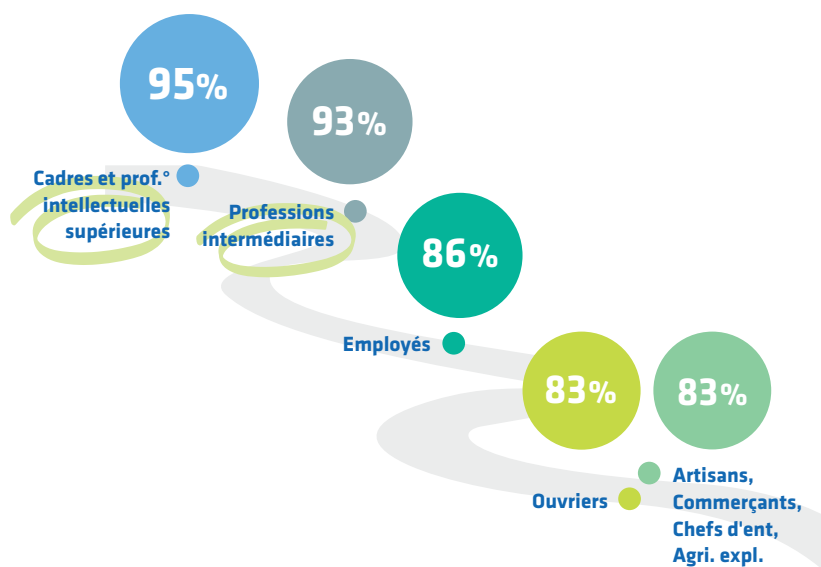 95%
Cadres et prof.°
intellectuelles
supérieures
93%
Professions
intermédiaires
86%
Employés
83%
Ouvriers
83%
Artisans,
Commerçants,
Chefs d'ent,
Agri. expl.